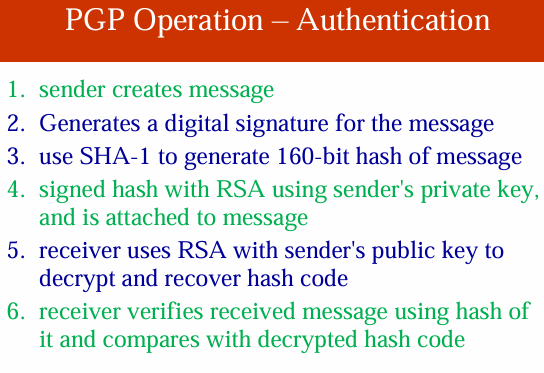 PGP Operation – Authentication
1. sender creates message
2. Generates a digital signature for the message
3. use SHA-1 to generate 160-bit hash of message
4. signed hash with RSA using sender's private key,
and is attached to message
5. receiver uses RSA with sender's public key to
decrypt and recover hash code
6. receiver verifies received message using hash of
it and compares with decrypted hash code